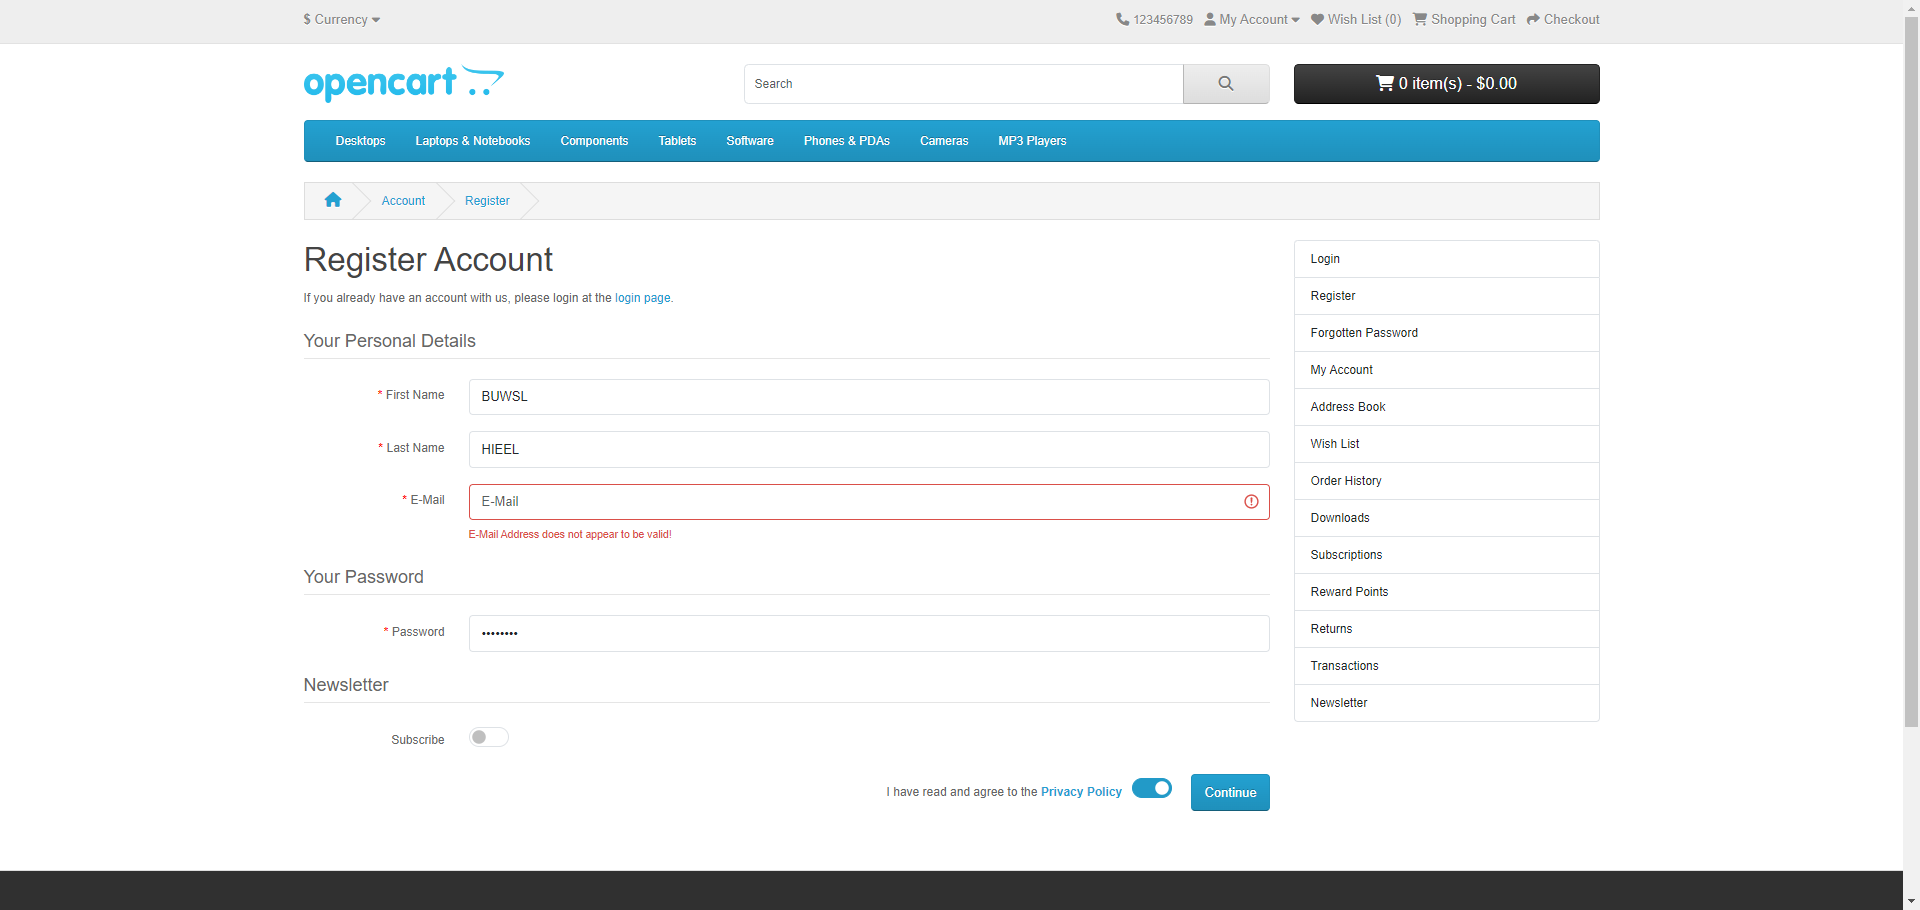 $ Currency
123456789 My Account Wish List (0) Shopping Cart Checkout
opencart
Search
0 item(s) - $0.00
Desktops Laptops & Notebooks Components Tablets Software Phones & PDAs Cameras MP3 Players
Account Register
Register Account
If you already have an account with us, please login at the login page.
Your Personal Details
* First Name BUWSL
* Last Name HIEEL
* E-Mail E-Mail
E-Mail Address does not appear to be valid!
Your Password
* Password ••••••••
Newsletter
Subscribe
I have read and agree to the Privacy Policy Continue
Login
Register
Forgotten Password
My Account
Address Book
Wish List
Order History
Downloads
Subscriptions
Reward Points
Returns
Transactions
Newsletter